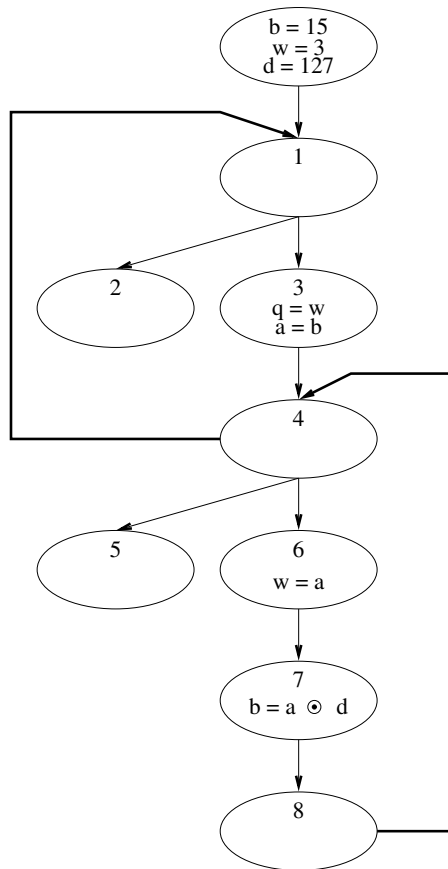 b = 15
w = 3
d = 127
1
2
3
q = w
a = b
4
5
6
w = a
7
b = a ⊙ d
8